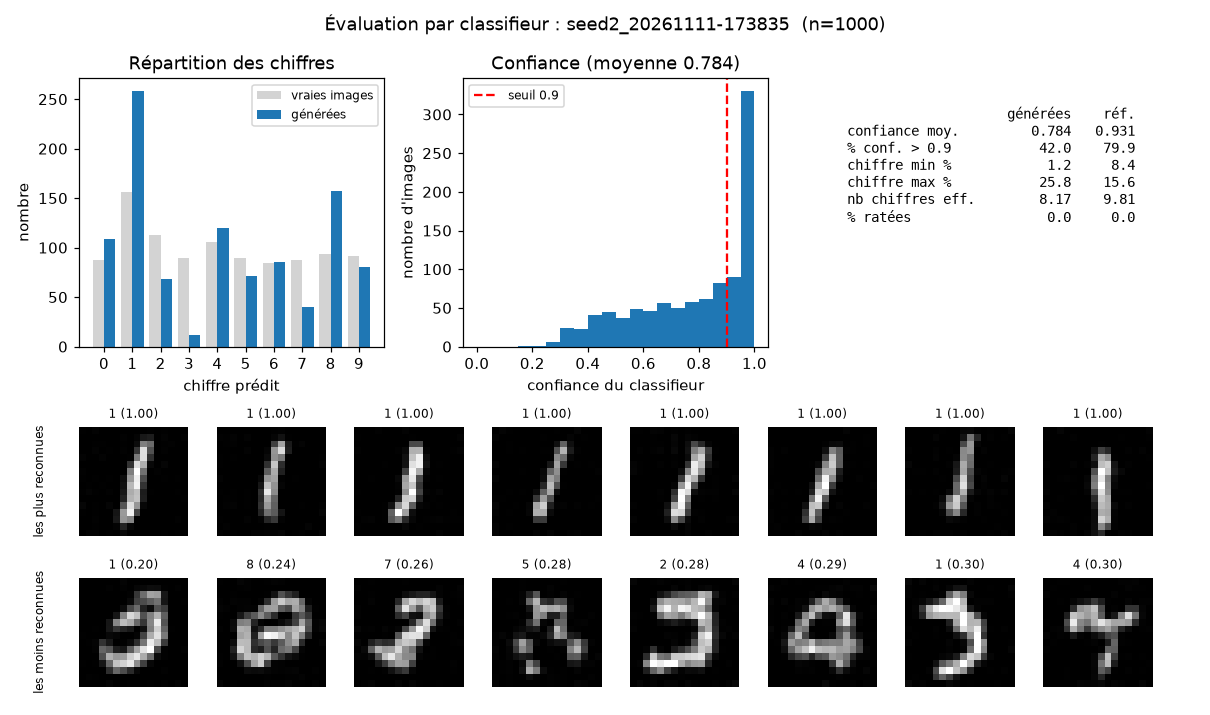 Évaluation par classifieur : seed2_20261111-173835 (n=1000)
Répartition des chiffres
nombre
250
200
150
100
50
0
vraies images
générées
0 1 2 3 4 5 6 7 8 9
chiffre prédit
Confiance (moyenne 0.784)
nombre d'images
300
250
200
150
100
50
0
seuil 0.9
0.0 0.2 0.4 0.6 0.8 1.0
confiance du classifieur
générées réf.
confiance moy. 0.784 0.931
% conf. > 0.9 42.0 79.9
chiffre min % 1.2 8.4
chiffre max % 25.8 15.6
nb chiffres eff. 8.17 9.81
% ratées 0.0 0.0
les plus reconnues
1 (1.00) 1 (1.00) 1 (1.00) 1 (1.00) 1 (1.00) 1 (1.00) 1 (1.00) 1 (1.00)
les moins reconnues
1 (0.20) 8 (0.24) 7 (0.26) 5 (0.28) 2 (0.28) 4 (0.29) 1 (0.30) 4 (0.30)